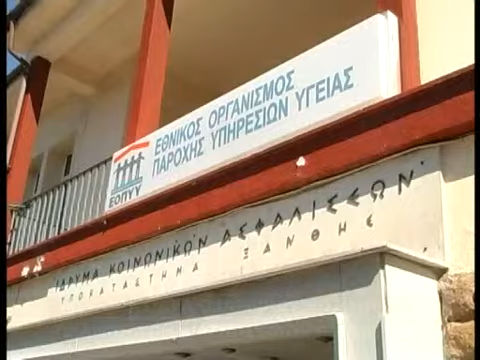 ΕΘΝΙΚΟΣ ΟΡΓΑΝΙΣΜΟΣ
ΠΑΡΟΧΗΣ ΥΠΗΡΕΣΙΩΝ ΥΓΕΙΑΣ
ΕΟΠΥΥ
ΙΔΡΥΜΑ ΚΟΙΝΩΝΙΚΩΝ ΑΣΦΑΛΙΣΕΩΝ
ΥΠΟΚΑΤΑΣΤΗΜΑ ΞΑΝΘΗΣ